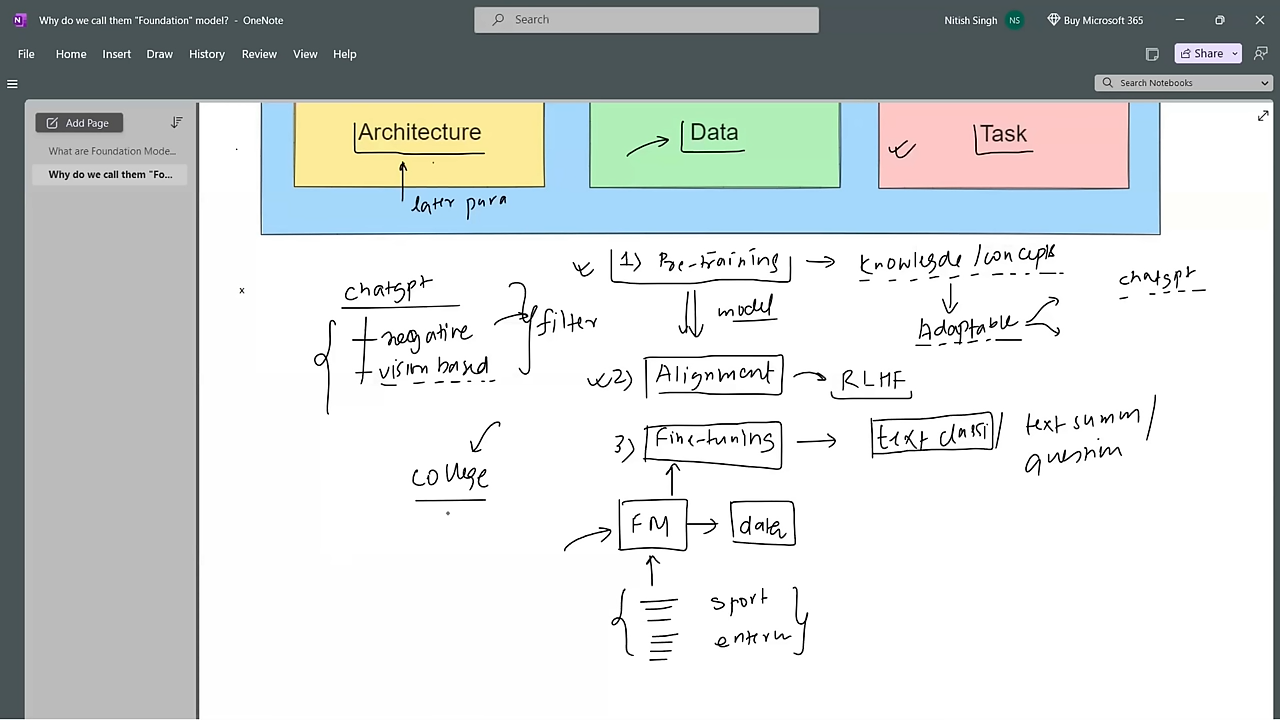 Why do we call them "Foundation" model? - OneNote
Search
Nitish Singh NS
Buy Microsoft 365
File Home Insert Draw History Review View Help
Share
Search Notebooks
Add Page
What are Foundation Mode...
Why do we call them "Fo...
Architecture
Data
Task
later para
1) Pre-training → Knowlegde / concepts
chatgpt
chatgpt
negative
vision based
filter
model
Adaptable
2) Alignment
RLHF
3) Fine-tuning →
text classi / text summ /
question
college
FM → data
sport
entern